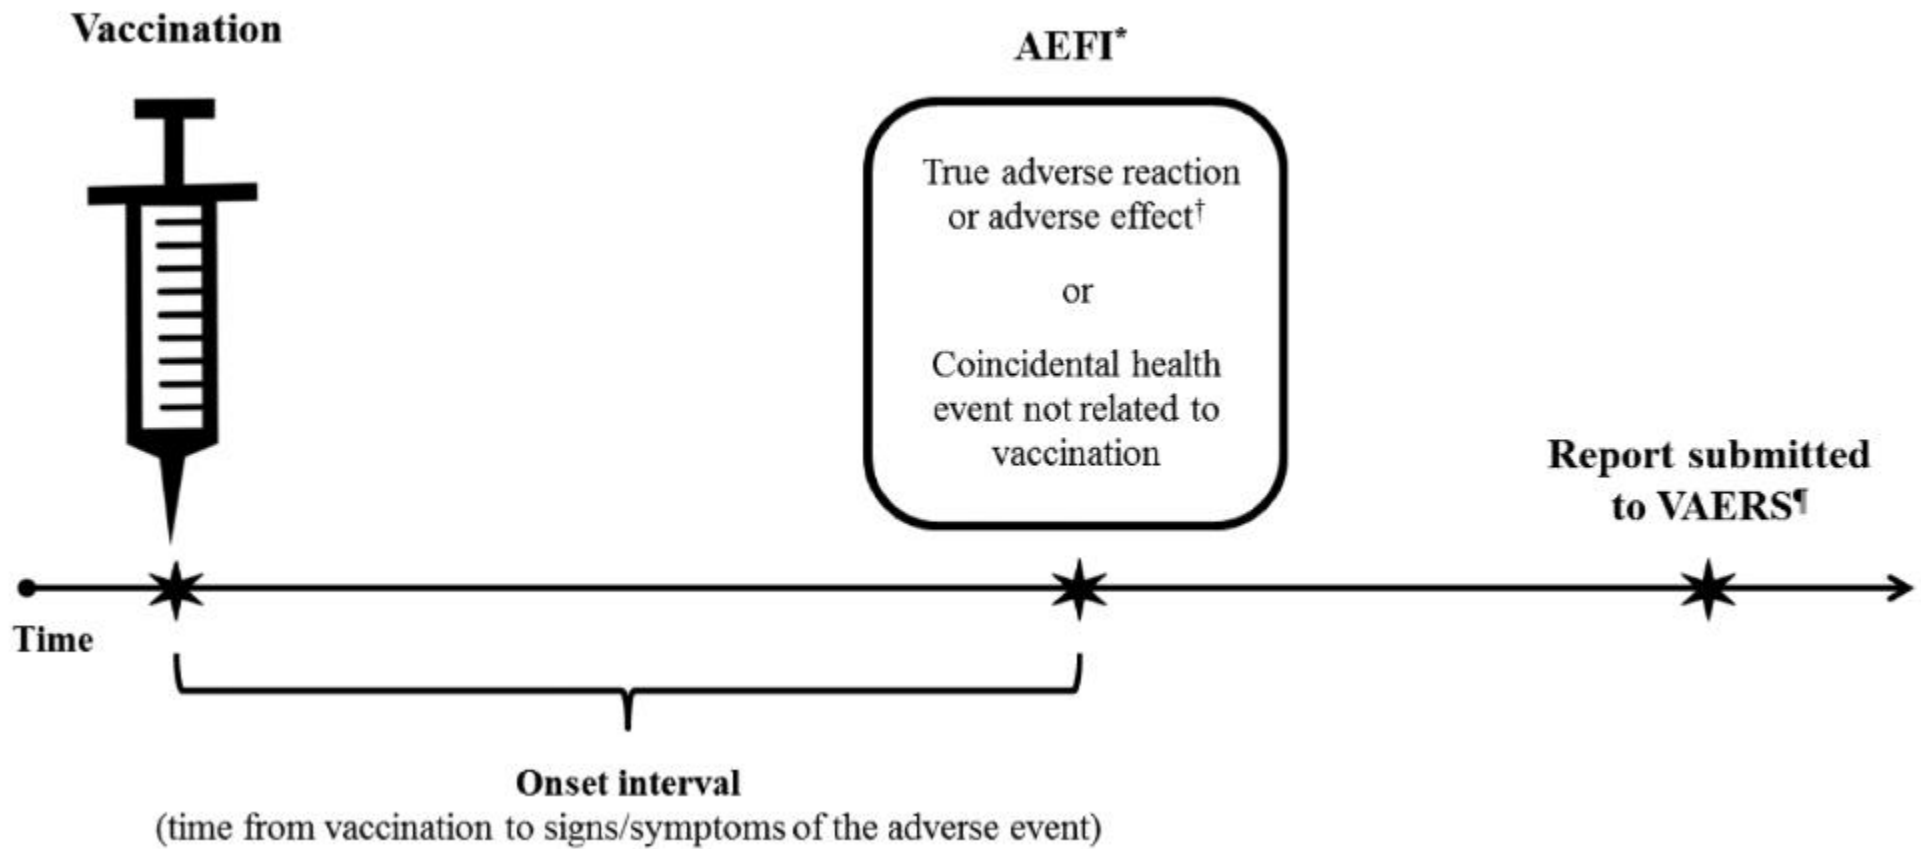 Vaccination
AEFI*
True adverse reaction
or adverse effect†
or
Coincidental health
event not related to
vaccination
Report submitted
to VAERS¶
Time
Onset interval
(time from vaccination to signs/symptoms of the adverse event)